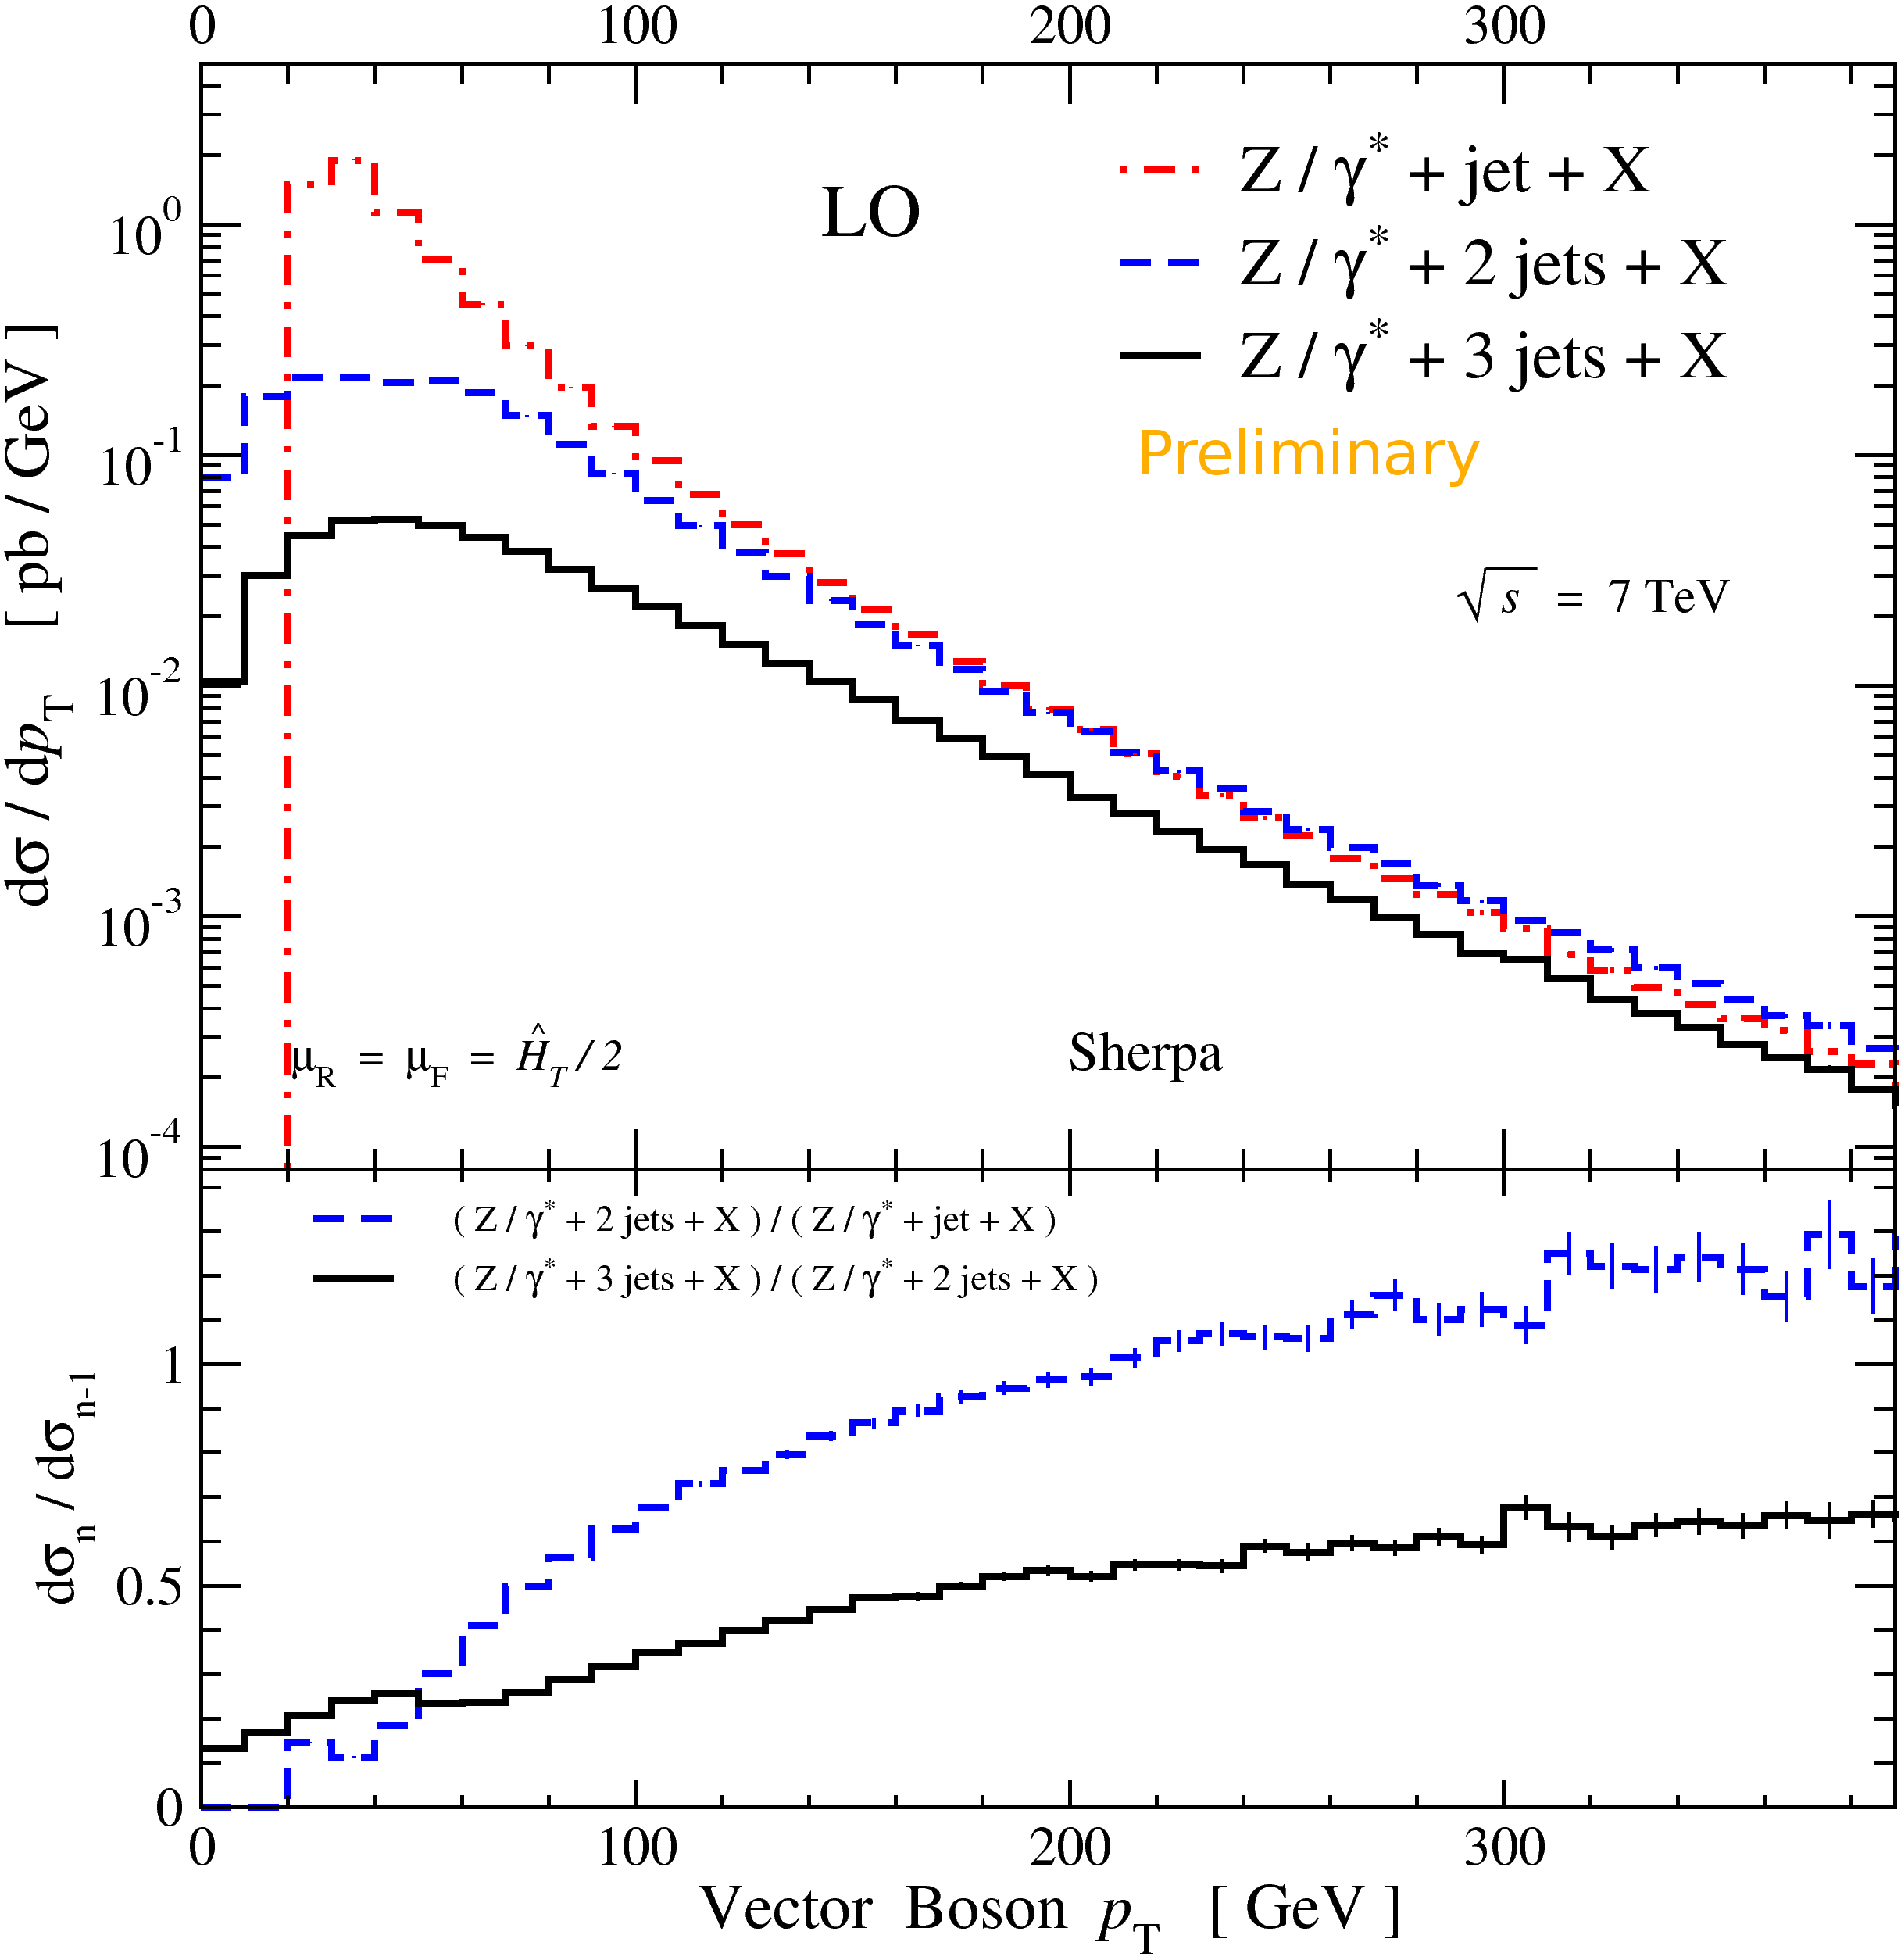 0 100 200 300
LO
Z / γ* + jet + X
Z / γ* + 2 jets + X
Z / γ* + 3 jets + X
Preliminary
√s = 7 TeV
10^0
10^-1
10^-2
10^-3
10^-4
dσ / dp_T [ pb / GeV ]
μ_R = μ_F = Ĥ_T / 2
Sherpa
( Z / γ* + 2 jets + X ) / ( Z / γ* + jet + X )
( Z / γ* + 3 jets + X ) / ( Z / γ* + 2 jets + X )
1
0.5
0
dσ_n / dσ_n-1
0 100 200 300
Vector Boson p_T [ GeV ]